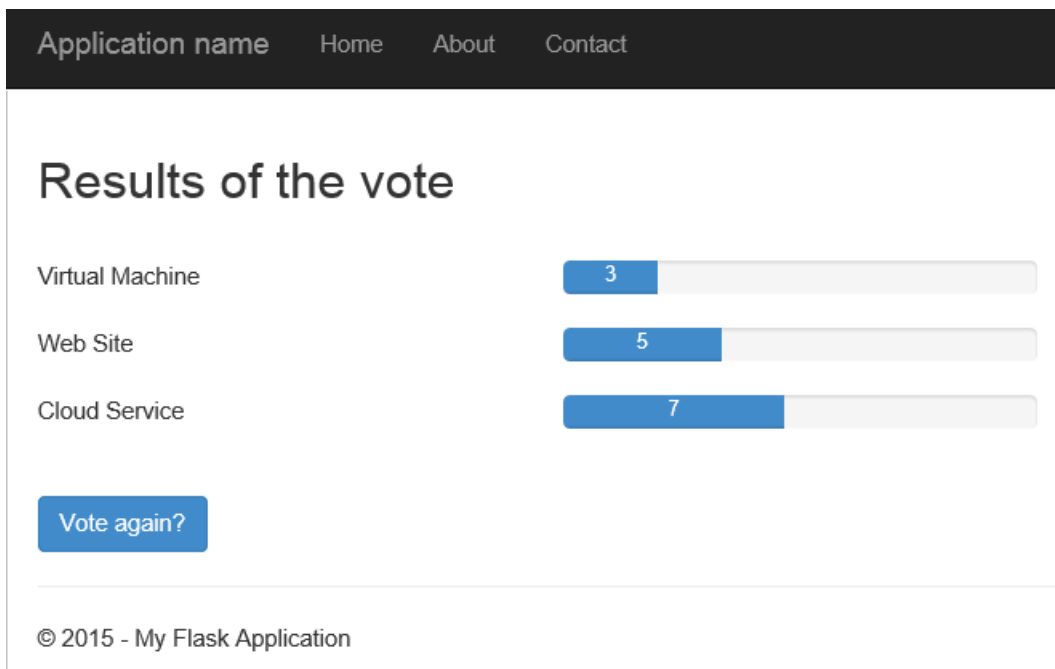 Application name Home About Contact
Results of the vote
Virtual Machine 3
Web Site 5
Cloud Service 7
Vote again?
© 2015 - My Flask Application